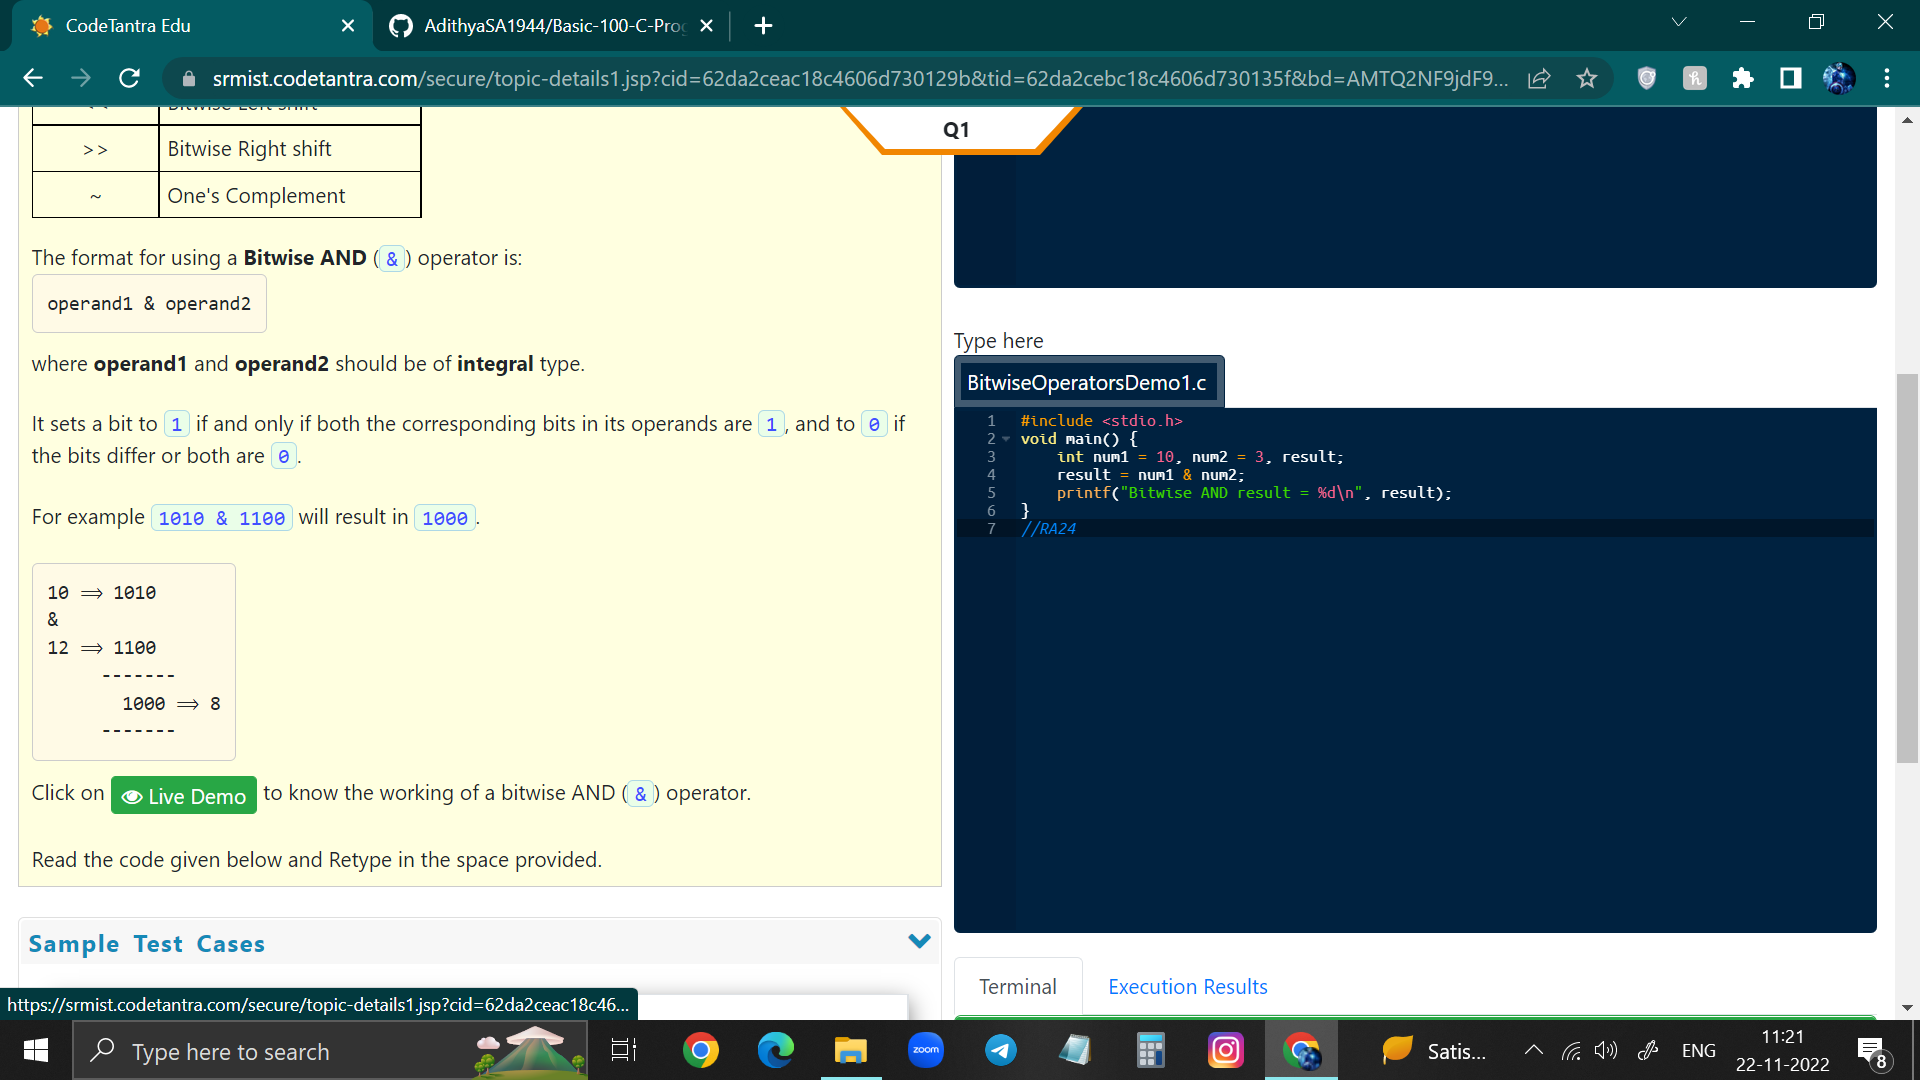 CodeTantra Edu
AdithyaSA1944/Basic-100-C-Prog
srmist.codetantra.com/secure/topic-details1.jsp?cid=62da2ceac18c4606d730129b&tid=62da2cebc18c4606d730135f&bd=AMTQ2NF9jdF9...
<< Bitwise Left shift
>> Bitwise Right shift
~ One's Complement
The format for using a Bitwise AND (&) operator is:
operand1 & operand2
where operand1 and operand2 should be of integral type.
It sets a bit to 1 if and only if both the corresponding bits in its operands are 1, and to 0 if
the bits differ or both are 0.
For example 1010 & 1100 will result in 1000.
10 ⟹ 1010
&
12 ⟹ 1100
-------
1000 ⟹ 8
-------
Click on Live Demo to know the working of a bitwise AND (&) operator.
Read the code given below and Retype in the space provided.
Sample Test Cases
https://srmist.codetantra.com/secure/topic-details1.jsp?cid=62da2ceac18c46...
Q1
Type here
BitwiseOperatorsDemo1.c
1 #include <stdio.h>
2 void main() {
3 int num1 = 10, num2 = 3, result;
4 result = num1 & num2;
5 printf("Bitwise AND result = %d\n", result);
6 }
7 //RA24
Terminal
Execution Results
Type here to search
zoom
Satis...
ENG
11:21
22-11-2022
8